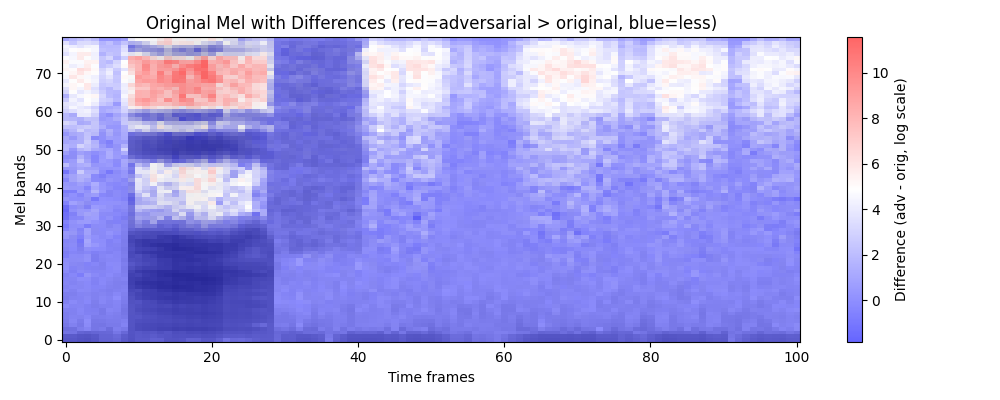 Original Mel with Differences (red=adversarial > original, blue=less)
Mel bands
70
60
50
40
30
20
10
0
0 20 40 60 80 100
Time frames
10
8
6
4
2
0
Difference (adv - orig, log scale)